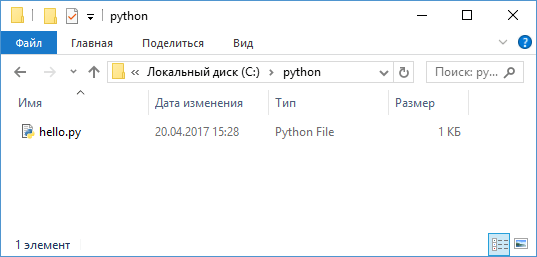 python
Файл Главная Поделиться Вид
Локальный диск (C:) python Поиск: py...
Имя Дата изменения Тип Размер
hello.py 20.04.2017 15:28 Python File 1 КБ
1 элемент